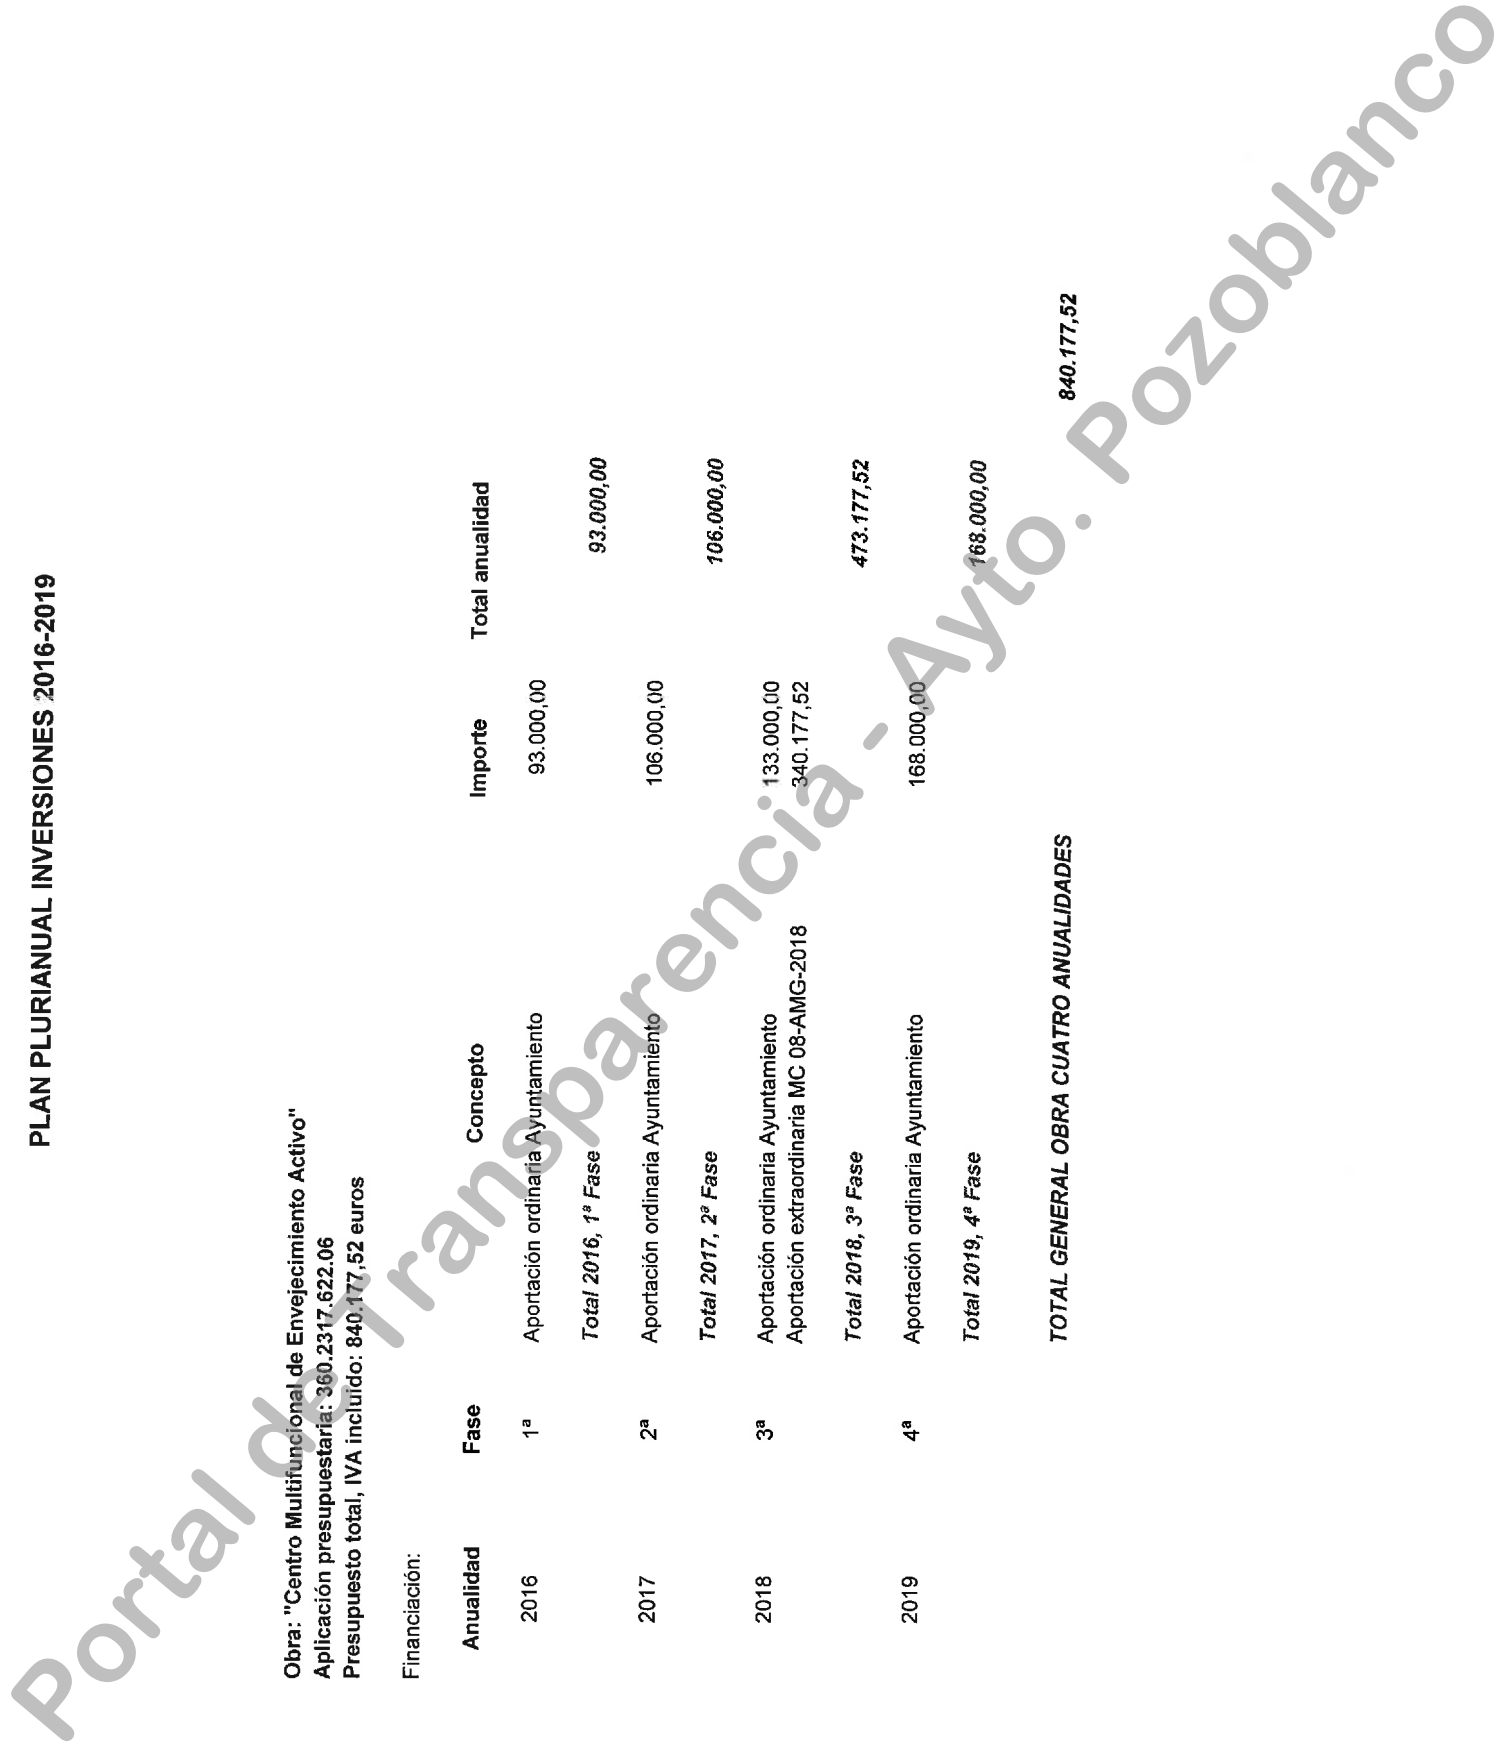 PLAN PLURIANUAL INVERSIONES 2016-2019
Obra: "Centro Multifuncional de Envejecimiento Activo"
Aplicación presupuestaria: 360.2317.622.06
Presupuesto total, IVA incluido: 840.177,52 euros
Financiación:
Anualidad Fase Concepto Importe Total anualidad
2016 1ª Aportación ordinaria Ayuntamiento 93.000,00
Total 2016, 1ª Fase 93.000,00
2017 2ª Aportación ordinaria Ayuntamiento 106.000,00
Total 2017, 2ª Fase 106.000,00
2018 3ª Aportación ordinaria Ayuntamiento 133.000,00
Aportación extraordinaria MC 08-AMG-2018 340.177,52
Total 2018, 3ª Fase 473.177,52
2019 4ª Aportación ordinaria Ayuntamiento 168.000,00
Total 2019, 4ª Fase 168.000,00
TOTAL GENERAL OBRA CUATRO ANUALIDADES 840.177,52
Portal de Transparencia - Ayto. Pozoblanco